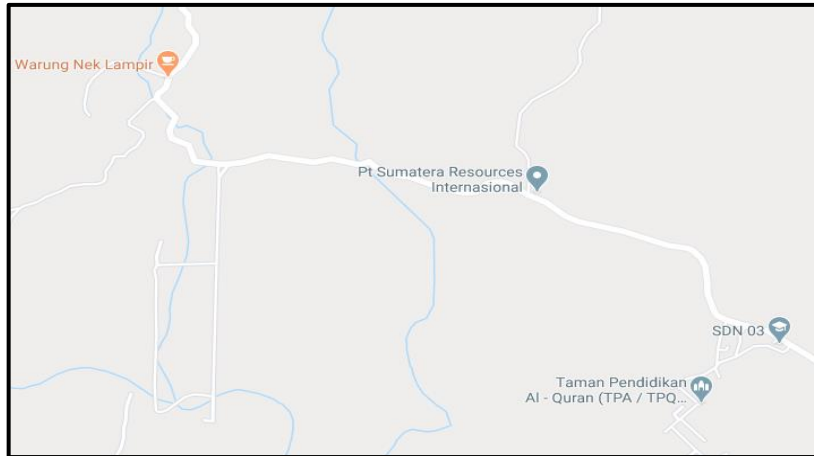 Warung Nek Lampir
Pt Sumatera Resources
Internasional
SDN 03
Taman Pendidikan
Al - Quran (TPA / TPQ...